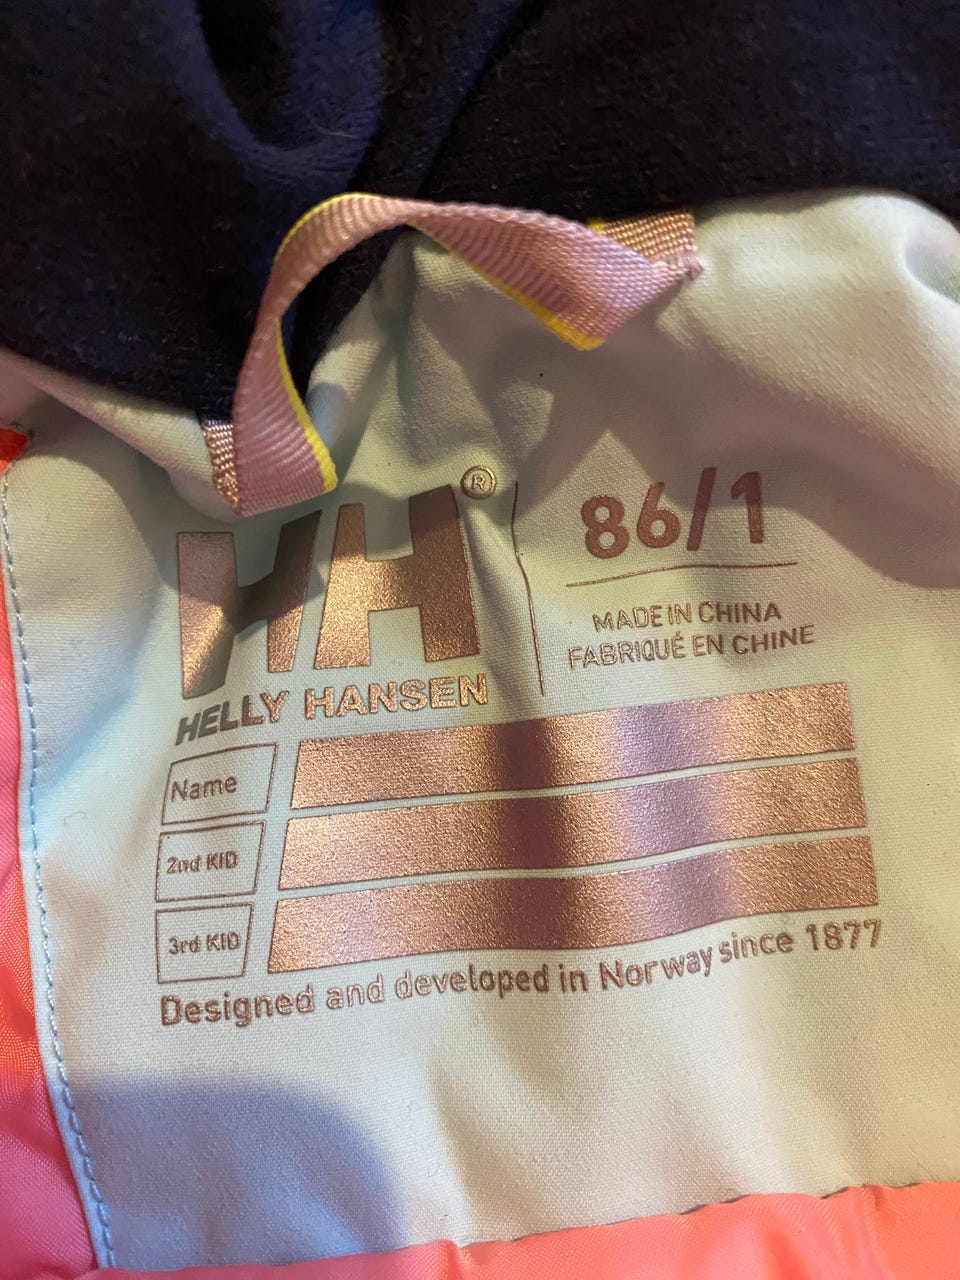 HH®
HELLY HANSEN
86/1
MADE IN CHINA
FABRIQUÉ EN CHINE
Name
2nd KID
3rd KID
Designed and developed in Norway since 1877